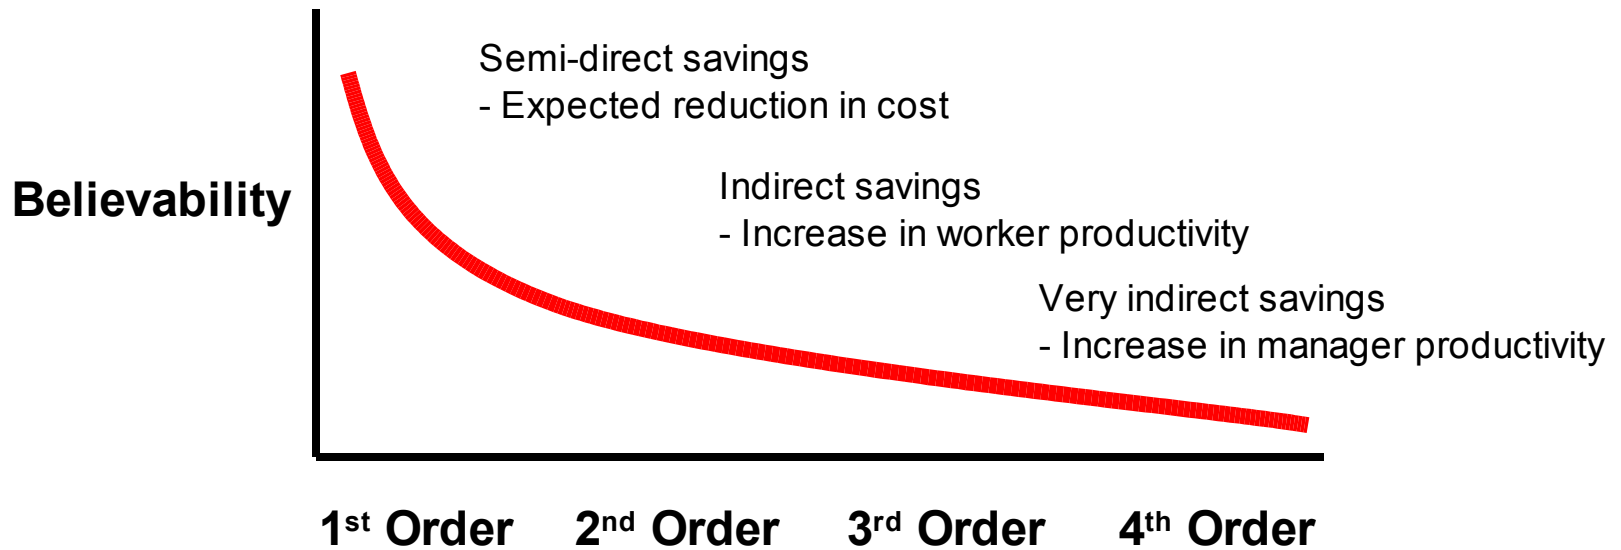 Semi-direct savings
- Expected reduction in cost
Believability
Indirect savings
- Increase in worker productivity
Very indirect savings
- Increase in manager productivity
1st Order 2nd Order 3rd Order 4th Order